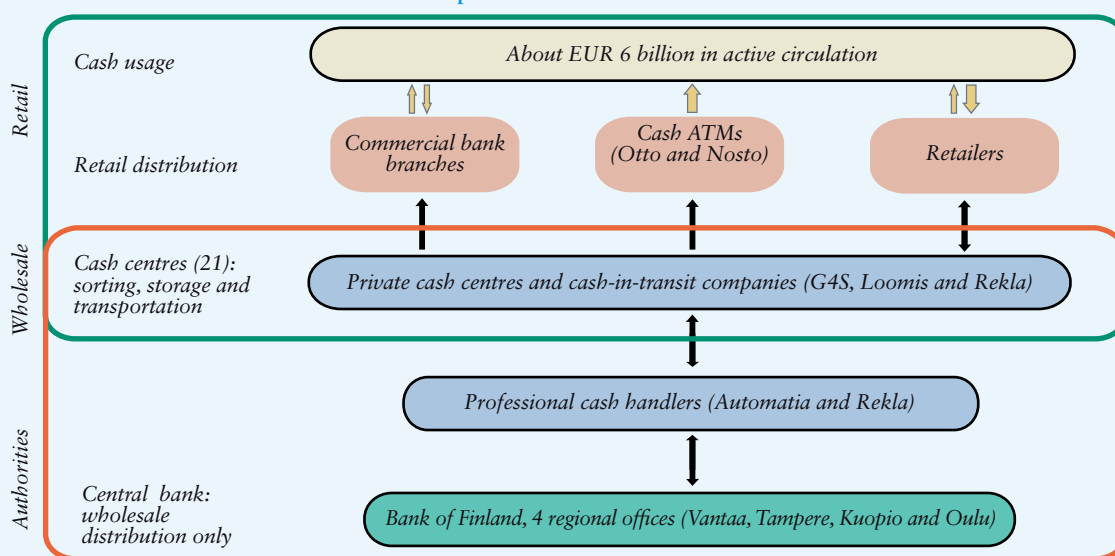 Cash usage
About EUR 6 billion in active circulation
Retail
Retail distribution
Commercial bank
branches
Cash ATMs
(Otto and Nosto)
Retailers
Wholesale
Cash centres (21):
sorting, storage and
transportation
Private cash centres and cash-in-transit companies (G4S, Loomis and Rekla)
Professional cash handlers (Automatia and Rekla)
Authorities
Central bank:
wholesale
distribution only
Bank of Finland, 4 regional offices (Vantaa, Tampere, Kuopio and Oulu)